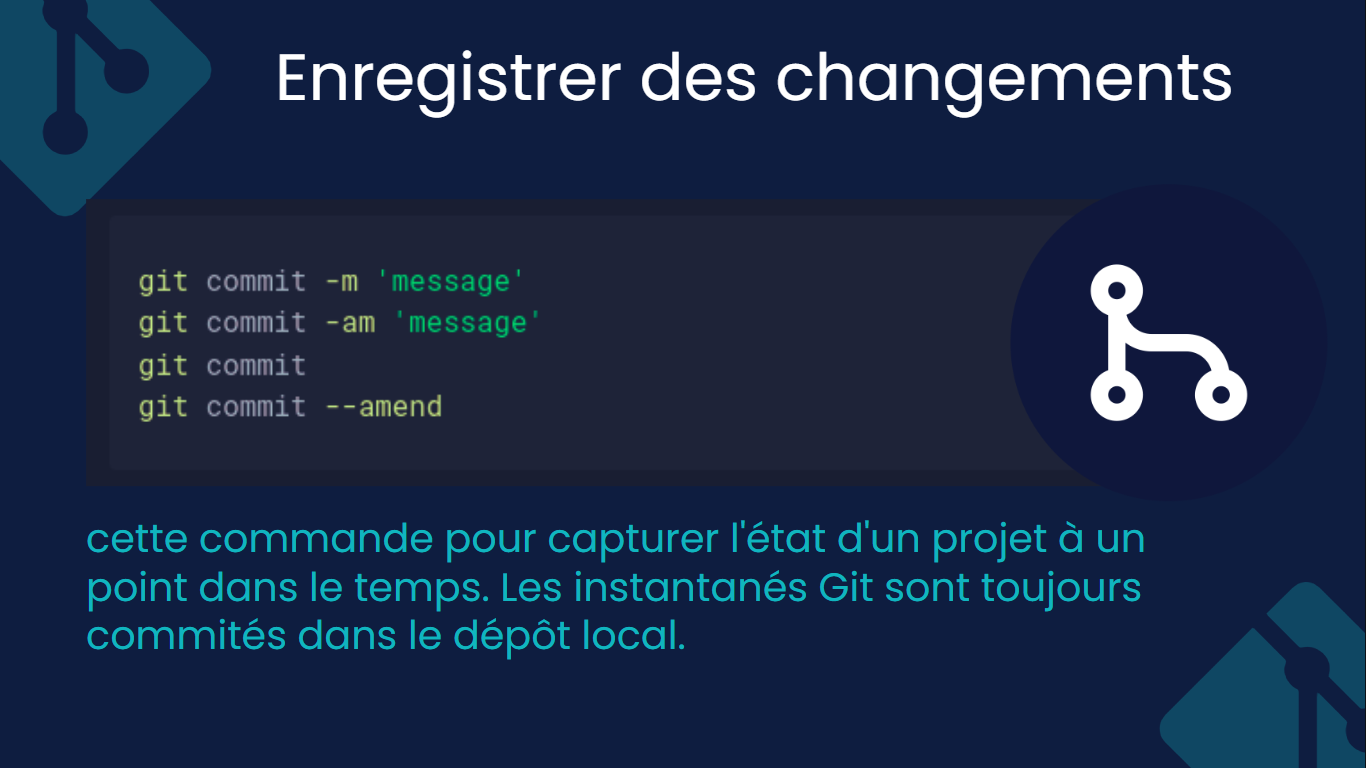 Enregistrer des changements
git commit -m 'message'
git commit -am 'message'
git commit
git commit --amend
cette commande pour capturer l'état d'un projet à un
point dans le temps. Les instantanés Git sont toujours
commités dans le dépôt local.